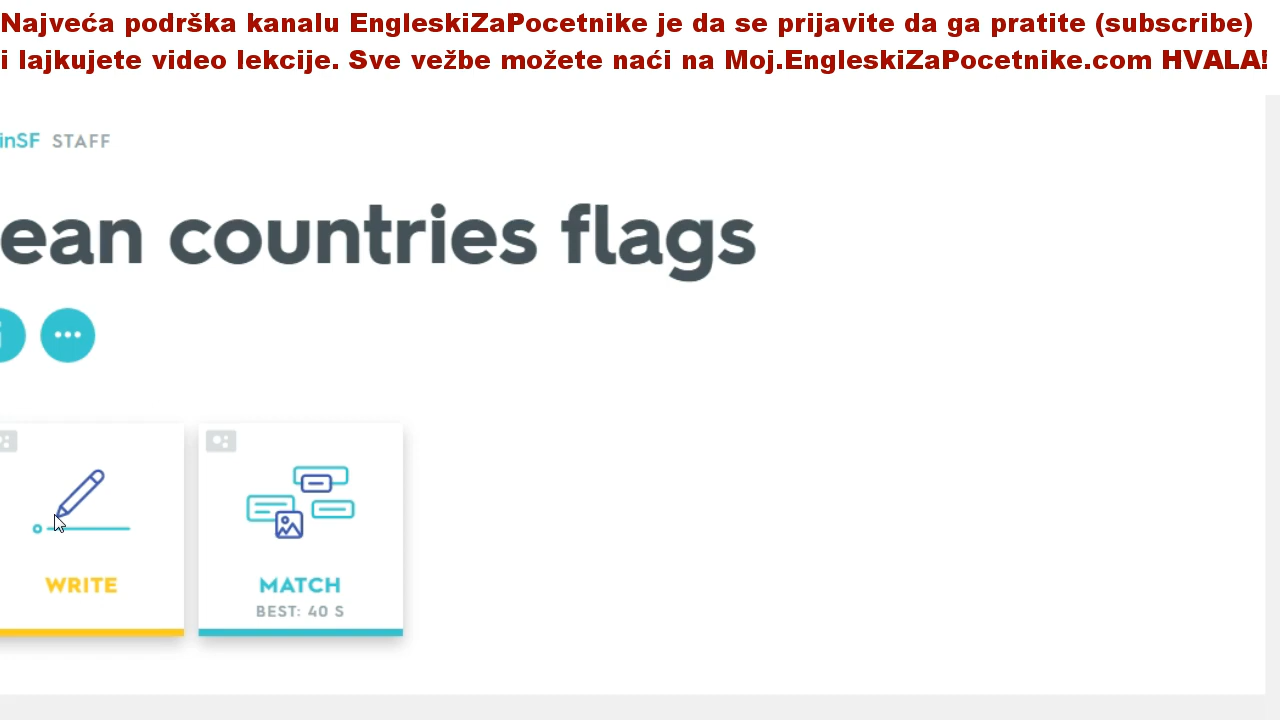 Najveća podrška kanalu EngleskiZaPocetnike je da se prijavite da ga pratite (subscribe)
i lajkujete video lekcije. Sve vežbe možete naći na Moj.EngleskiZaPocetnike.com HVALA!
inSF STAFF
ean countries flags
WRITE
MATCH
BEST: 40 S